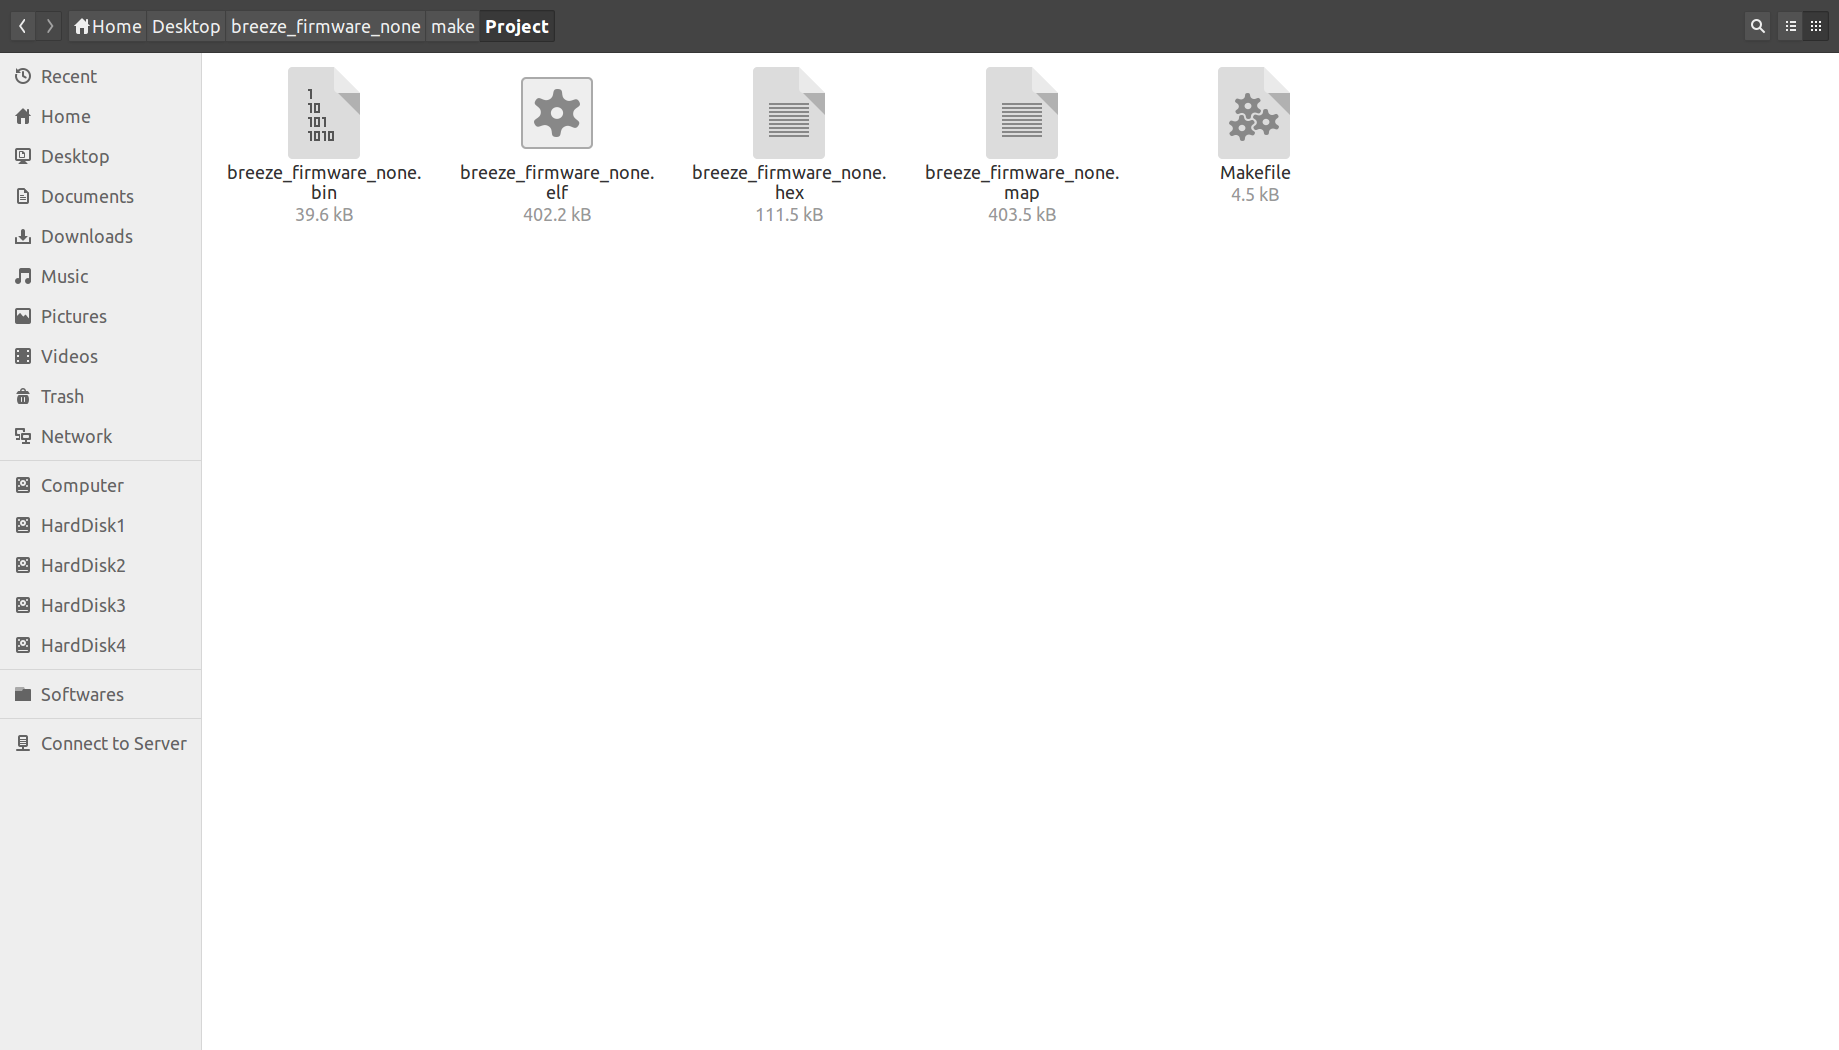 Home Desktop breeze_firmware_none make Project
Recent
Home
Desktop
Documents
Downloads
Music
Pictures
Videos
Trash
Network
Computer
HardDisk1
HardDisk2
HardDisk3
HardDisk4
Softwares
Connect to Server
1
10
101
1010
breeze_firmware_none.
bin
39.6 kB
breeze_firmware_none.
elf
402.2 kB
breeze_firmware_none.
hex
111.5 kB
breeze_firmware_none.
map
403.5 kB
Makefile
4.5 kB